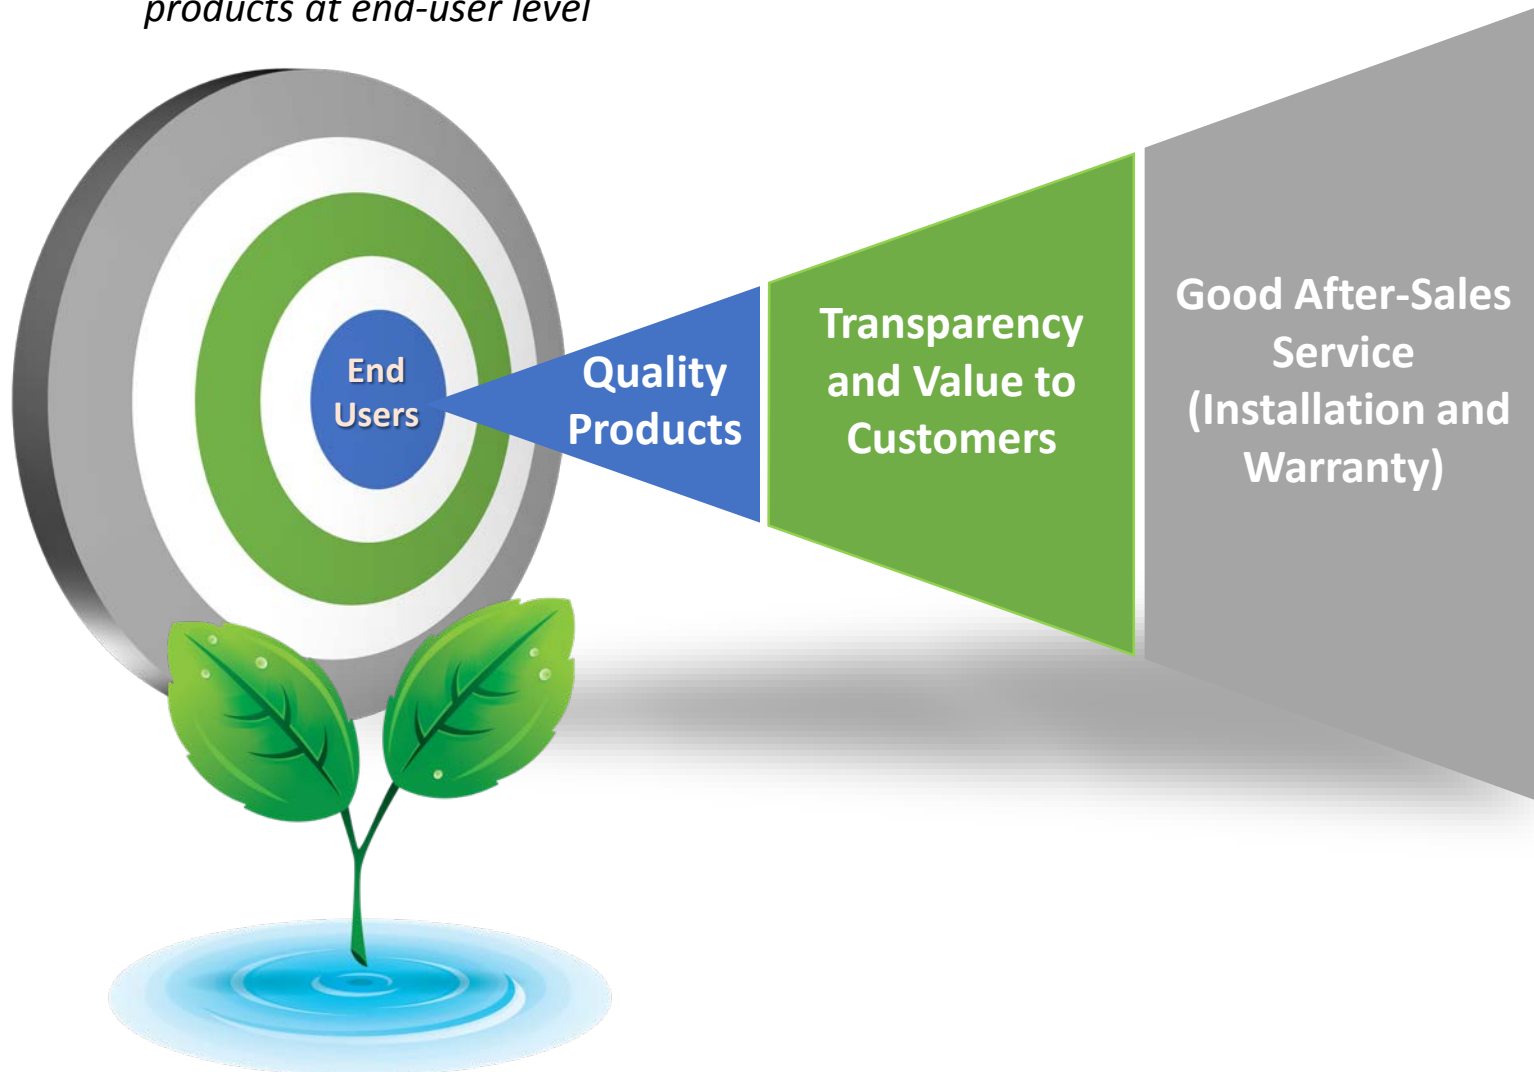 products at end-user level
End
Users
Quality
Products
Transparency
and Value to
Customers
Good After-Sales
Service
(Installation and
Warranty)